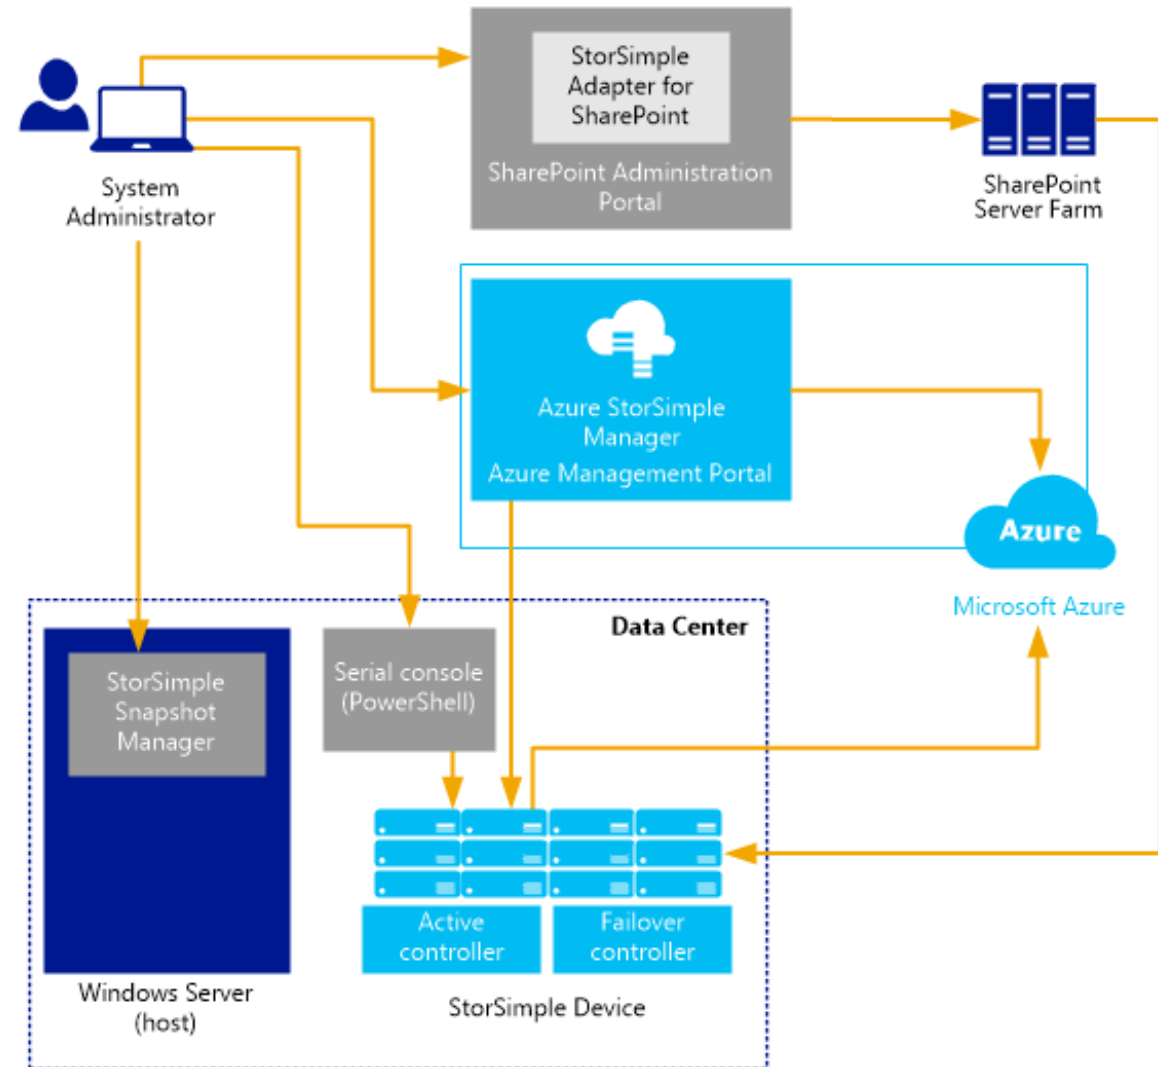 StorSimple
Adapter for
SharePoint
SharePoint Administration
Portal
System
Administrator
SharePoint
Server Farm
Azure StorSimple
Manager
Azure Management Portal
Azure
Microsoft Azure
Data Center
StorSimple
Snapshot
Manager
Serial console
(PowerShell)
Active
controller
Failover
controller
Windows Server
(host)
StorSimple Device